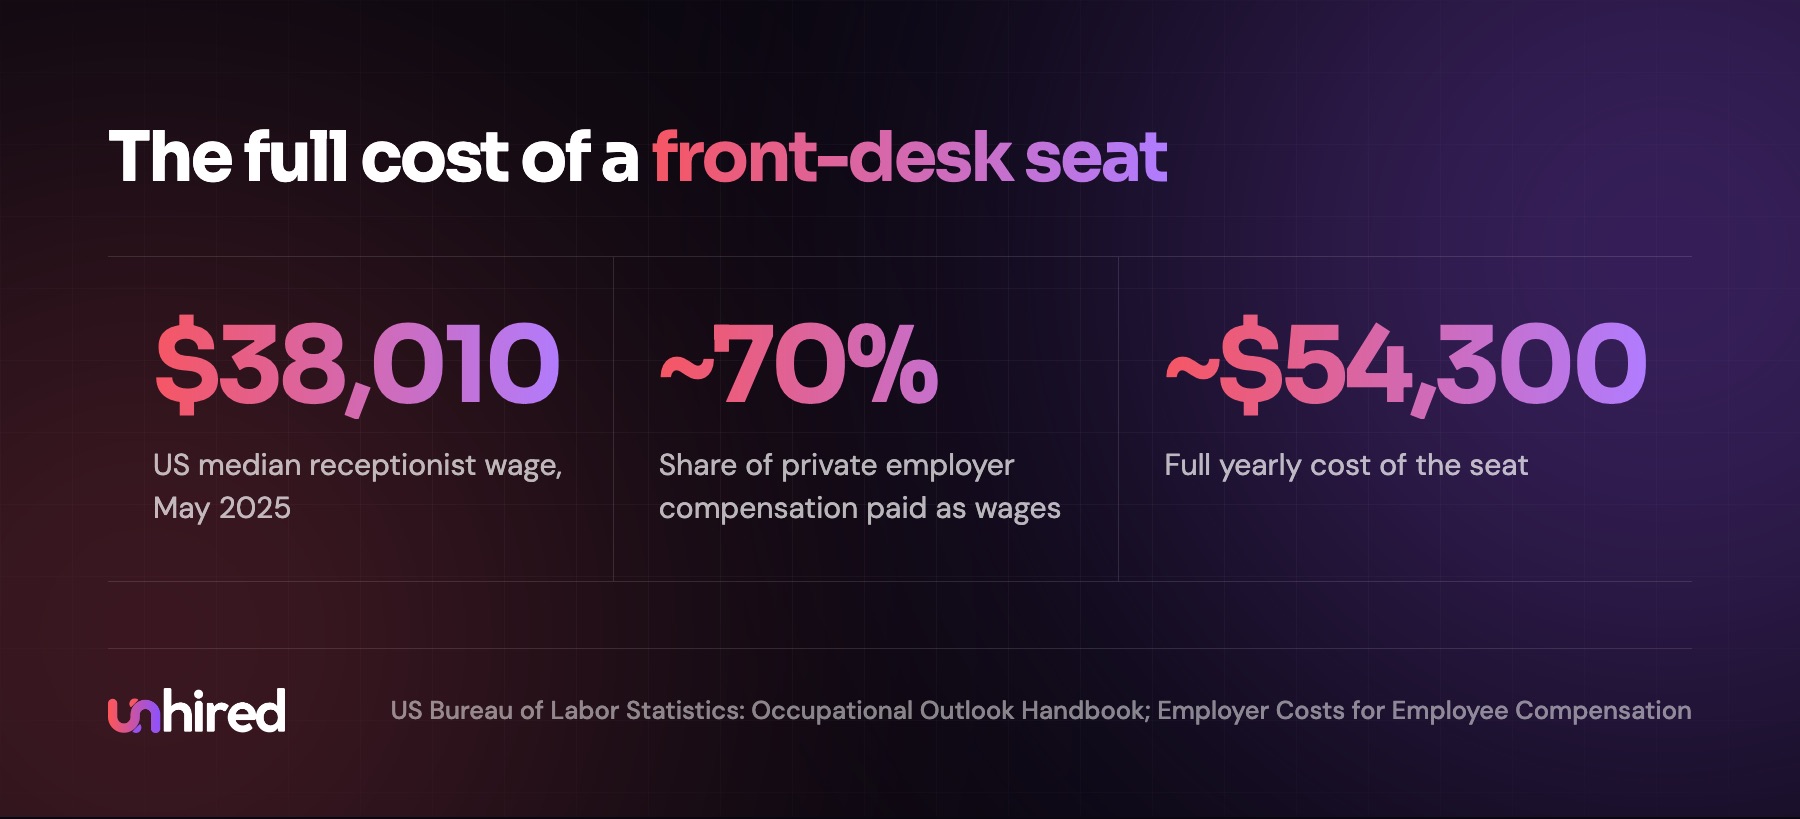 The full cost of a front-desk seat
$38,010
US median receptionist wage,
May 2025
~70%
Share of private employer
compensation paid as wages
~$54,300
Full yearly cost of the seat
unhired
US Bureau of Labor Statistics: Occupational Outlook Handbook; Employer Costs for Employee Compensation